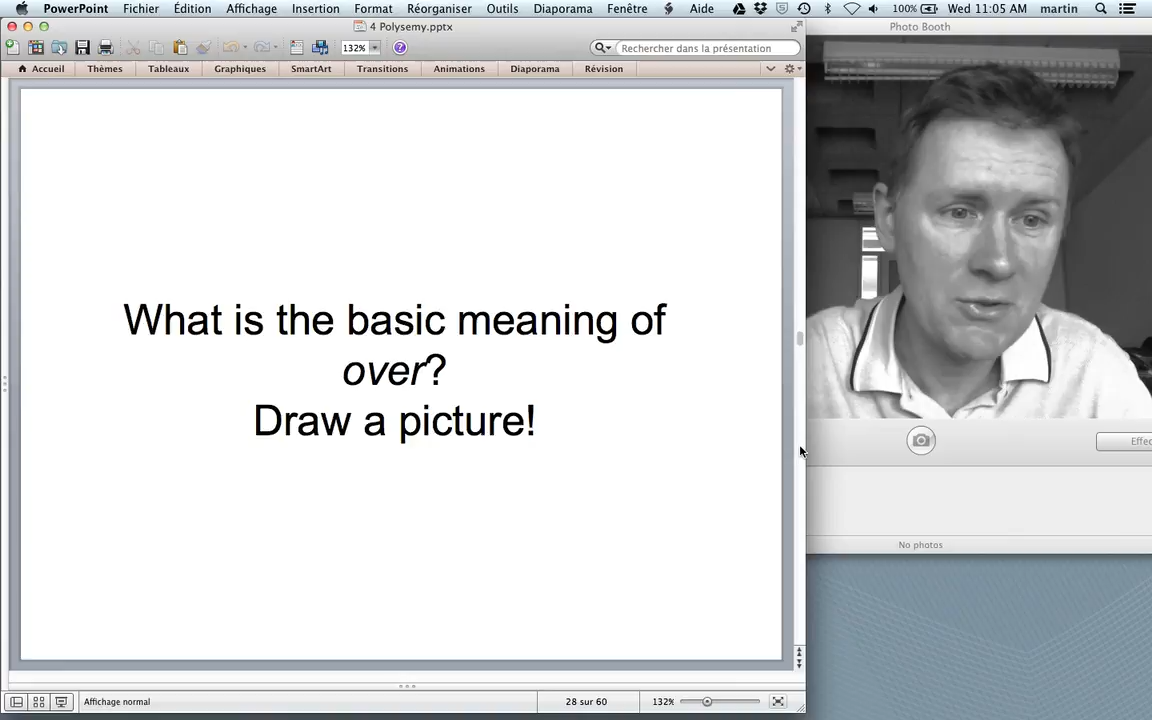 PowerPoint Fichier Édition Affichage Insertion Format Réorganiser Outils Diaporama Fenêtre Aide 100% Wed 11:05 AM martin
4 Polysemy.pptx
Photo Booth
132% Rechercher dans la présentation
Accueil Thèmes Tableaux Graphiques SmartArt Transitions Animations Diaporama Révision
What is the basic meaning of
over?
Draw a picture!
Effec
No photos
Affichage normal 28 sur 60 132%